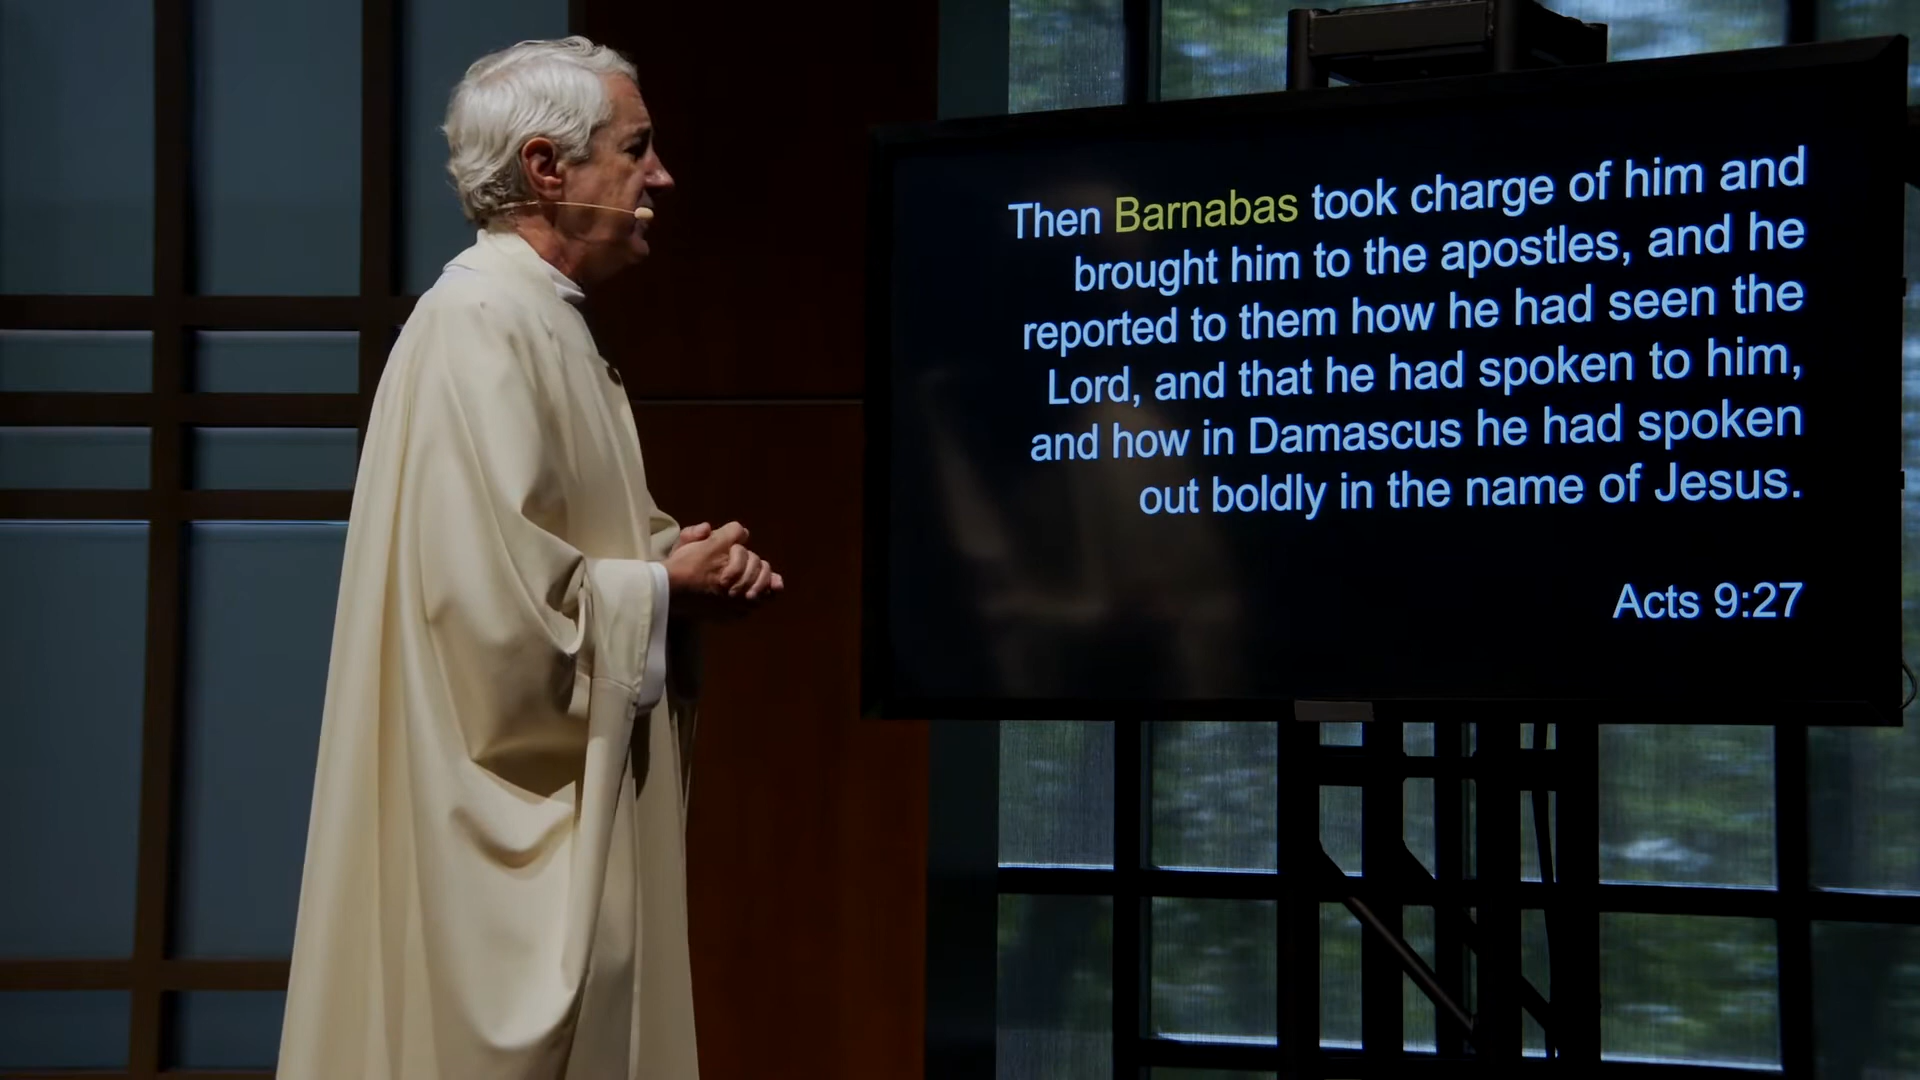 Then Barnabas took charge of him and
brought him to the apostles, and he
reported to them how he had seen the
Lord, and that he had spoken to him,
and how in Damascus he had spoken
out boldly in the name of Jesus.
Acts 9:27